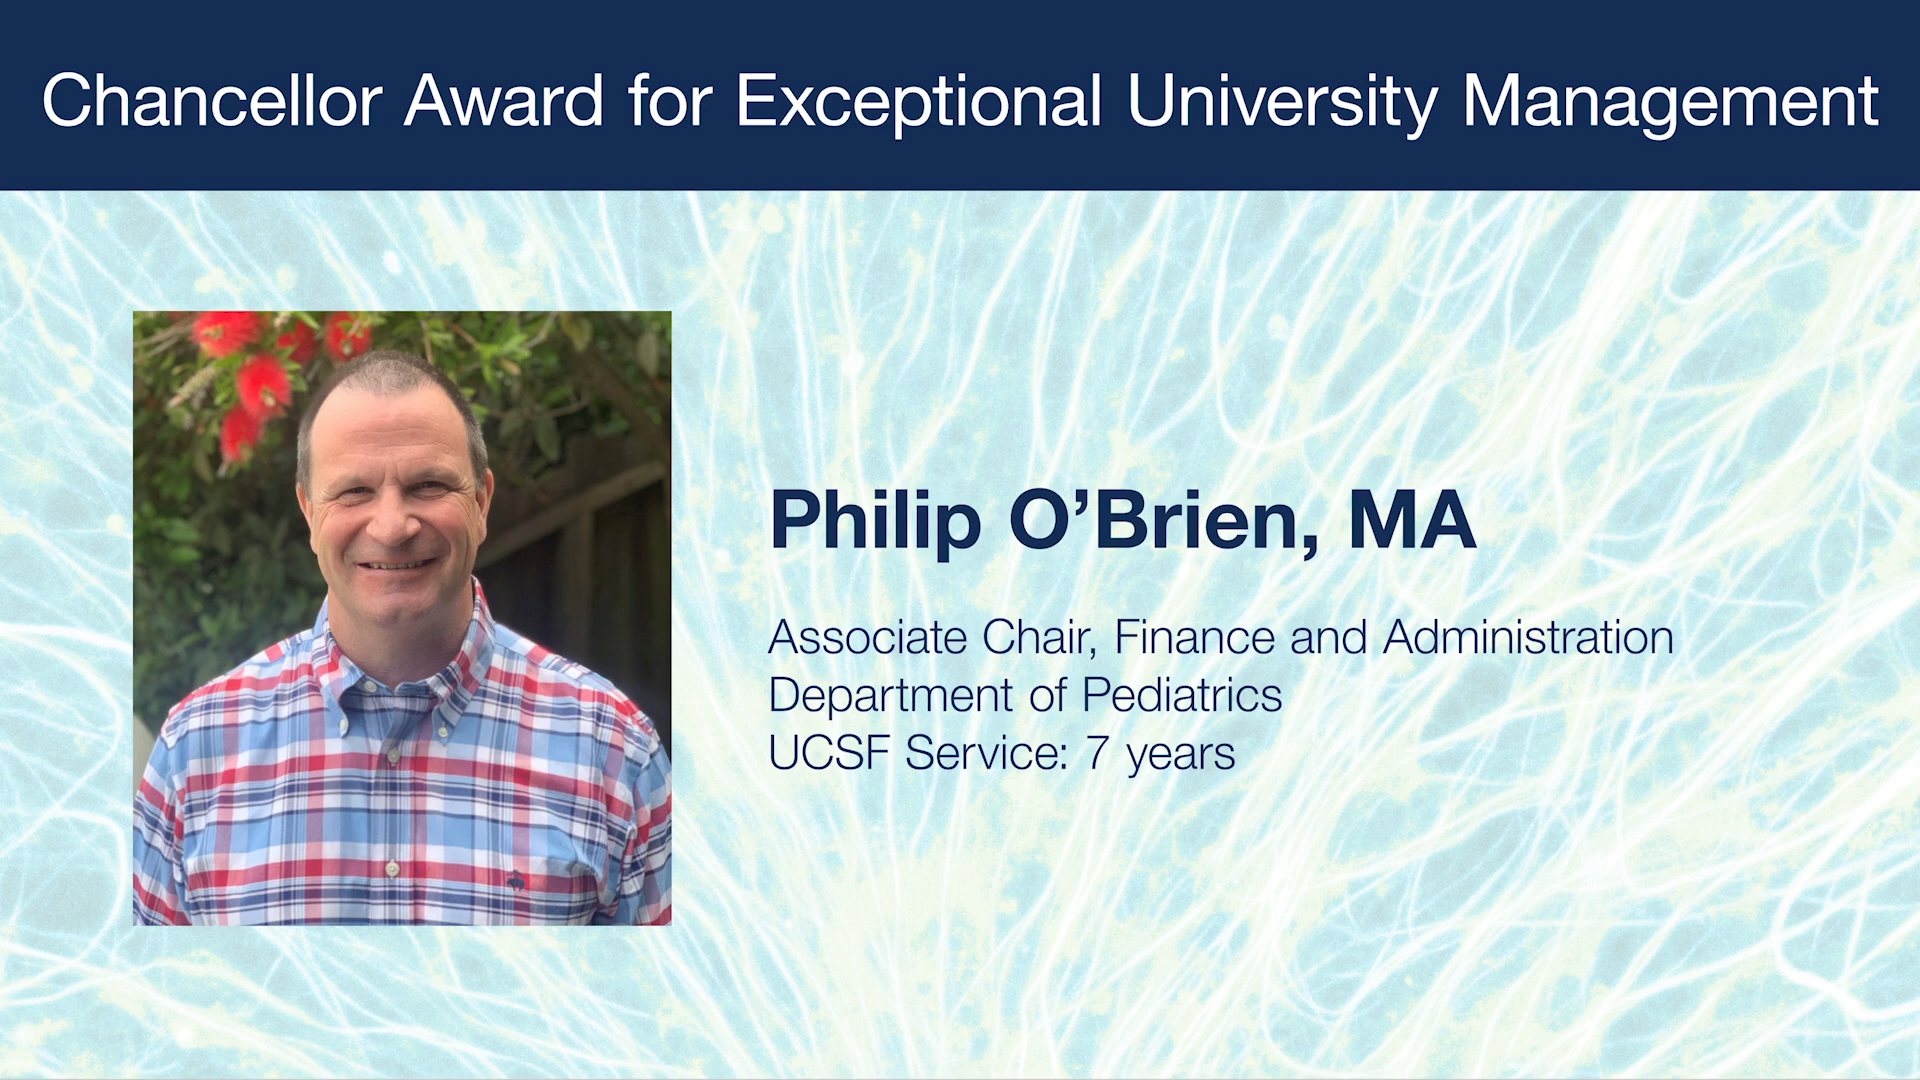 Chancellor Award for Exceptional University Management
Philip O’Brien, MA
Associate Chair, Finance and Administration
Department of Pediatrics
UCSF Service: 7 years